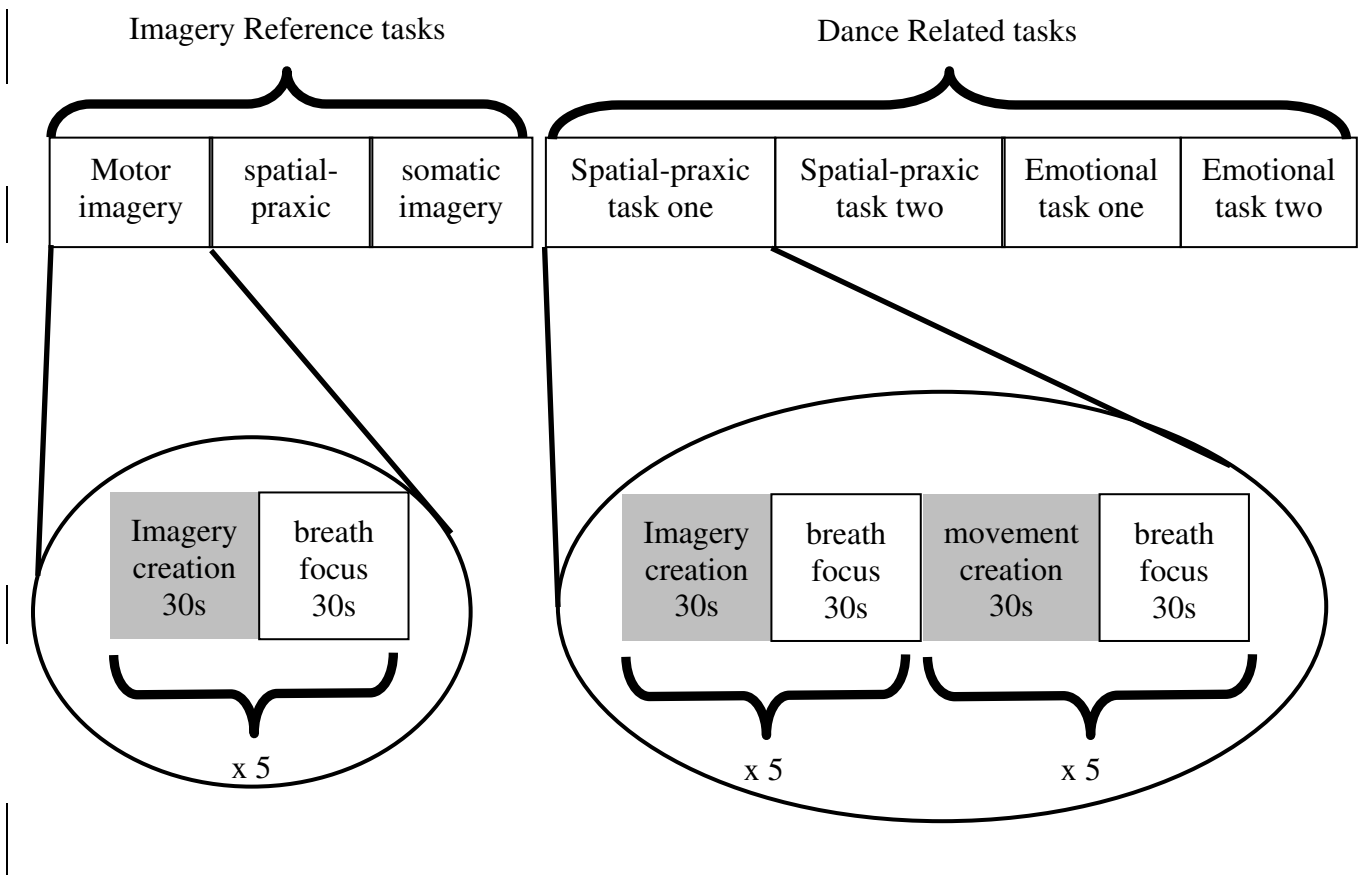 Imagery Reference tasks
Dance Related tasks
Motor
imagery
spatial-
praxic
somatic
imagery
Spatial-praxic
task one
Spatial-praxic
task two
Emotional
task one
Emotional
task two
Imagery
creation
30s
breath
focus
30s
x 5
Imagery
creation
30s
breath
focus
30s
movement
creation
30s
breath
focus
30s
x 5
x 5